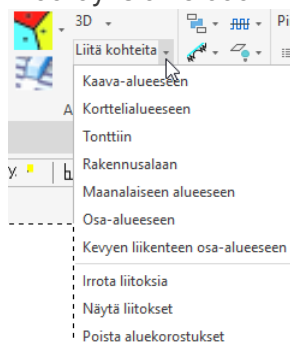 3D
Pi
Liitä kohteita
A
Kaava-alueeseen
Korttelialueeseen
Tonttiin
Rakennusalaan
Maanalaiseen alueeseen
Osa-alueeseen
Kevyen liikenteen osa-alueeseen
Irrota liitoksia
Näytä liitokset
Poista aluekorostukset